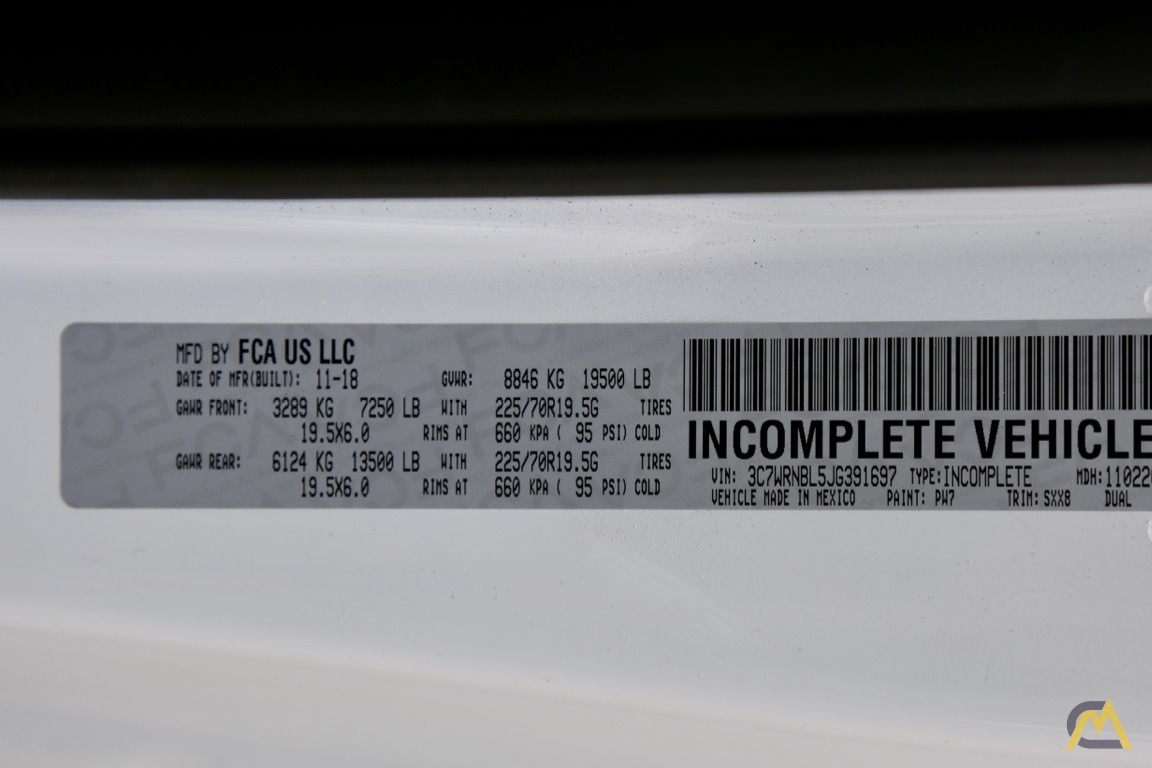 MFD BY FCA US LLC
DATE OF MFR(BUILT): 11-18 GVWR: 8846 KG 19500 LB
GAWR FRONT: 3289 KG 7250 LB WITH 225/70R19.5G TIRES
19.5X6.0 RIMS AT 660 KPA ( 95 PSI) COLD
GAWR REAR: 6124 KG 13500 LB WITH 225/70R19.5G TIRES
19.5X6.0 RIMS AT 660 KPA ( 95 PSI) COLD
INCOMPLETE VEHICLE
VIN: 3C7WRNBL5JG391697 TYPE: INCOMPLETE MDH: 11022
VEHICLE MADE IN MEXICO PAINT: PW7 TRIM: SXX8 DUAL